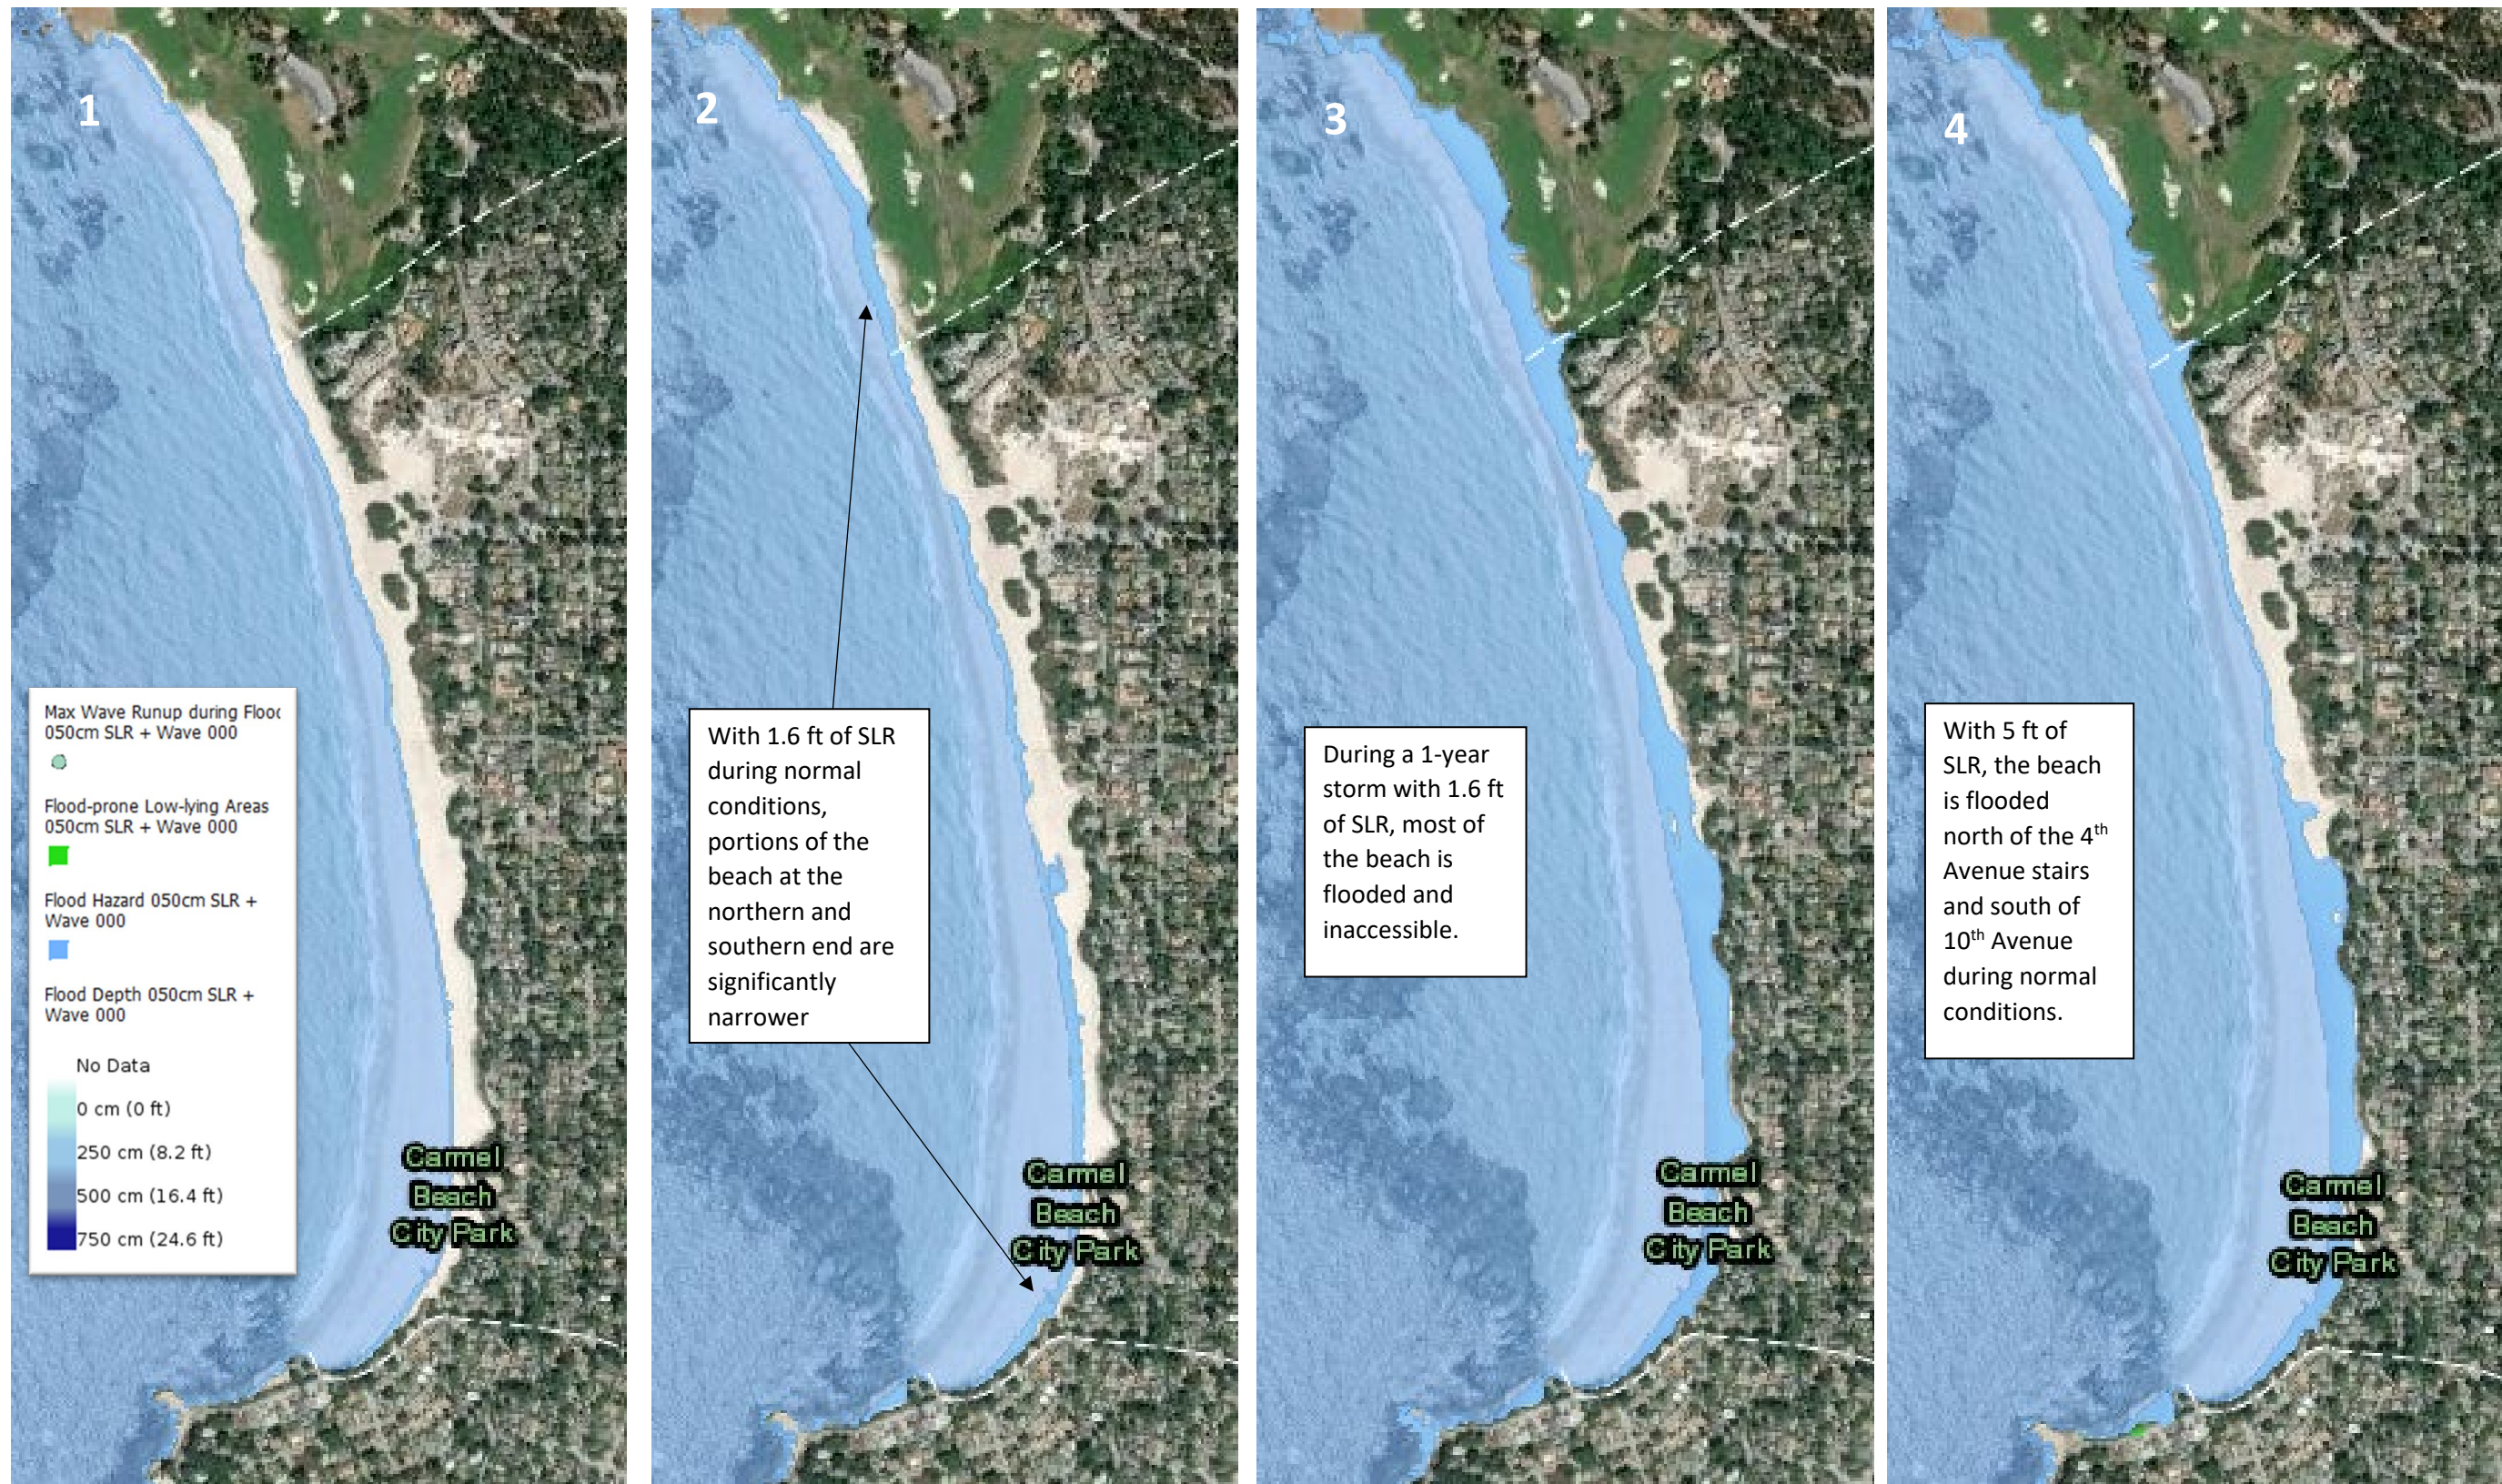 1
Max Wave Runup during Flood
050cm SLR + Wave 000
Flood-prone Low-lying Areas
050cm SLR + Wave 000
Flood Hazard 050cm SLR +
Wave 000
Flood Depth 050cm SLR +
Wave 000
No Data
0 cm (0 ft)
250 cm (8.2 ft)
500 cm (16.4 ft)
750 cm (24.6 ft)
Carmel
Beach
City Park
2
With 1.6 ft of SLR
during normal
conditions,
portions of the
beach at the
northern and
southern end are
significantly
narrower
Carmel
Beach
City Park
3
During a 1-year
storm with 1.6 ft
of SLR, most of
the beach is
flooded and
inaccessible.
Carmel
Beach
City Park
4
With 5 ft of
SLR, the beach
is flooded
north of the 4th
Avenue stairs
and south of
10th Avenue
during normal
conditions.
Carmel
Beach
City Park